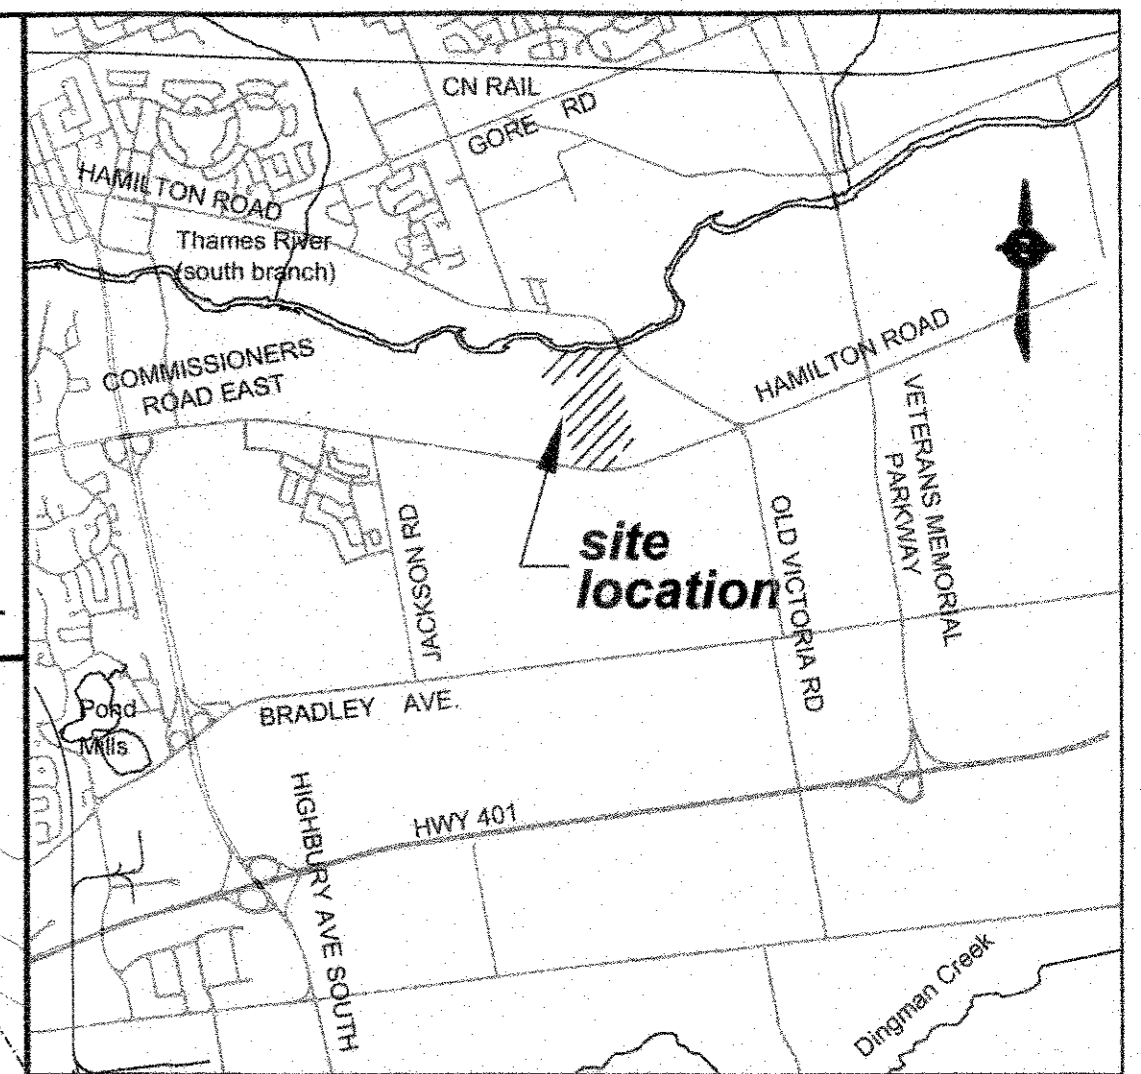 CN RAIL
GORE RD
HAMILTON ROAD
Thames River
(south branch)
COMMISSIONERS
ROAD EAST
HAMILTON ROAD
VETERANS MEMORIAL
PARKWAY
site
location
OLD VICTORIA RD
JACKSON RD
BRADLEY AVE.
Pond
Mills
HIGHBURY AVE SOUTH
HWY 401
Dingman Creek